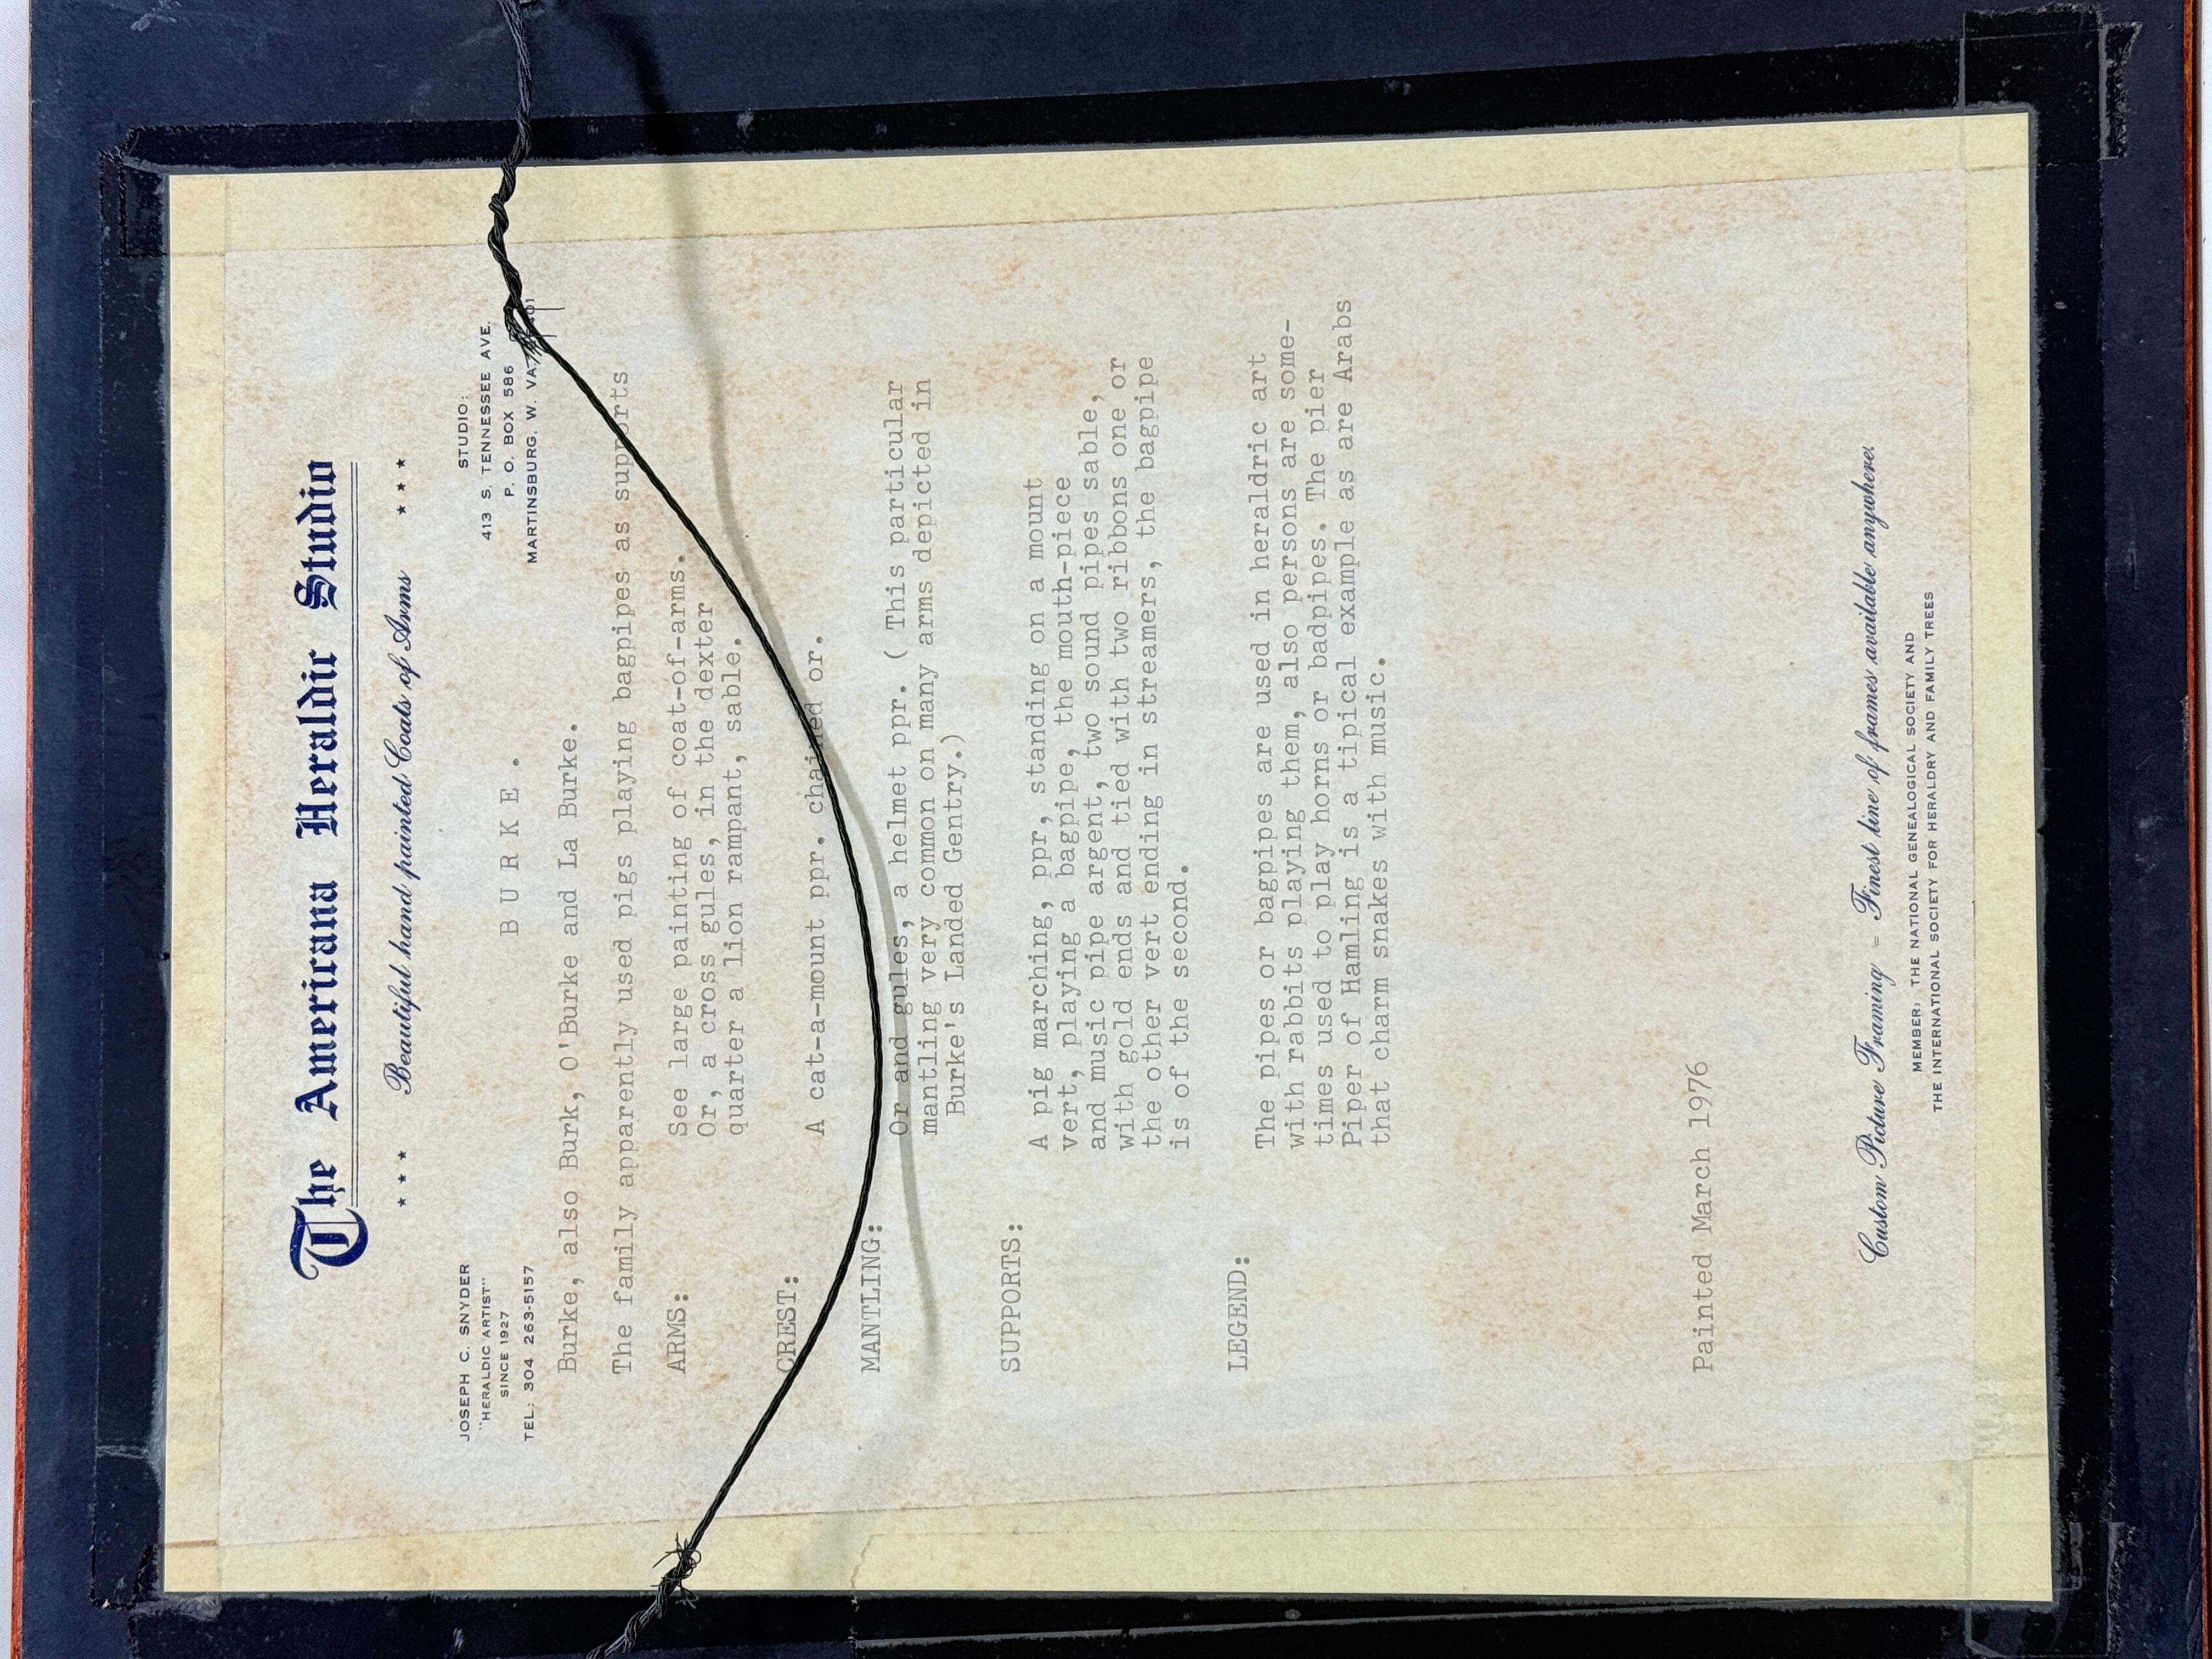 The Americana Heraldic Studio
*** Beautiful hand painted Coats of Arms ***
JOSEPH C. SNYDER
"HERALDIC ARTIST"
SINCE 1927
TEL: 304 263-5157
STUDIO:
413 S. TENNESSEE AVE.
P. O. BOX 586
MARTINSBURG, W. VA.
B U R K E .
Burke, also Burk, O'Burke and La Burke.
The family apparently used pigs playing bagpipes as supports
ARMS: See large painting of coat-of-arms.
Or, a cross gules, in the dexter
quarter a lion rampant, sable.
CREST: A cat-a-mount ppr. chained or.
MANTLING: Or and gules, a helmet ppr. ( This particular
mantling very common on many arms depicted in
Burke's Landed Gentry.)
SUPPORTS: A pig marching, ppr, standing on a mount
vert, playing a bagpipe, the mouth-piece
and music pipe argent, two sound pipes sable,
with gold ends and tied with two ribbons one or
the other vert ending in streamers, the bagpipe
is of the second.
LEGEND: The pipes or bagpipes are used in heraldric art
with rabbits playing them, also persons are some-
times used to play horns or badpipes. The pier
Piper of Hamling is a tipical example as are Arabs
that charm snakes with music.
Painted March 1976
Custom Picture Framing = Finest line of frames available anywhere.
MEMBER: THE NATIONAL GENEALOGICAL SOCIETY AND
THE INTERNATIONAL SOCIETY FOR HERALDRY AND FAMILY TREES